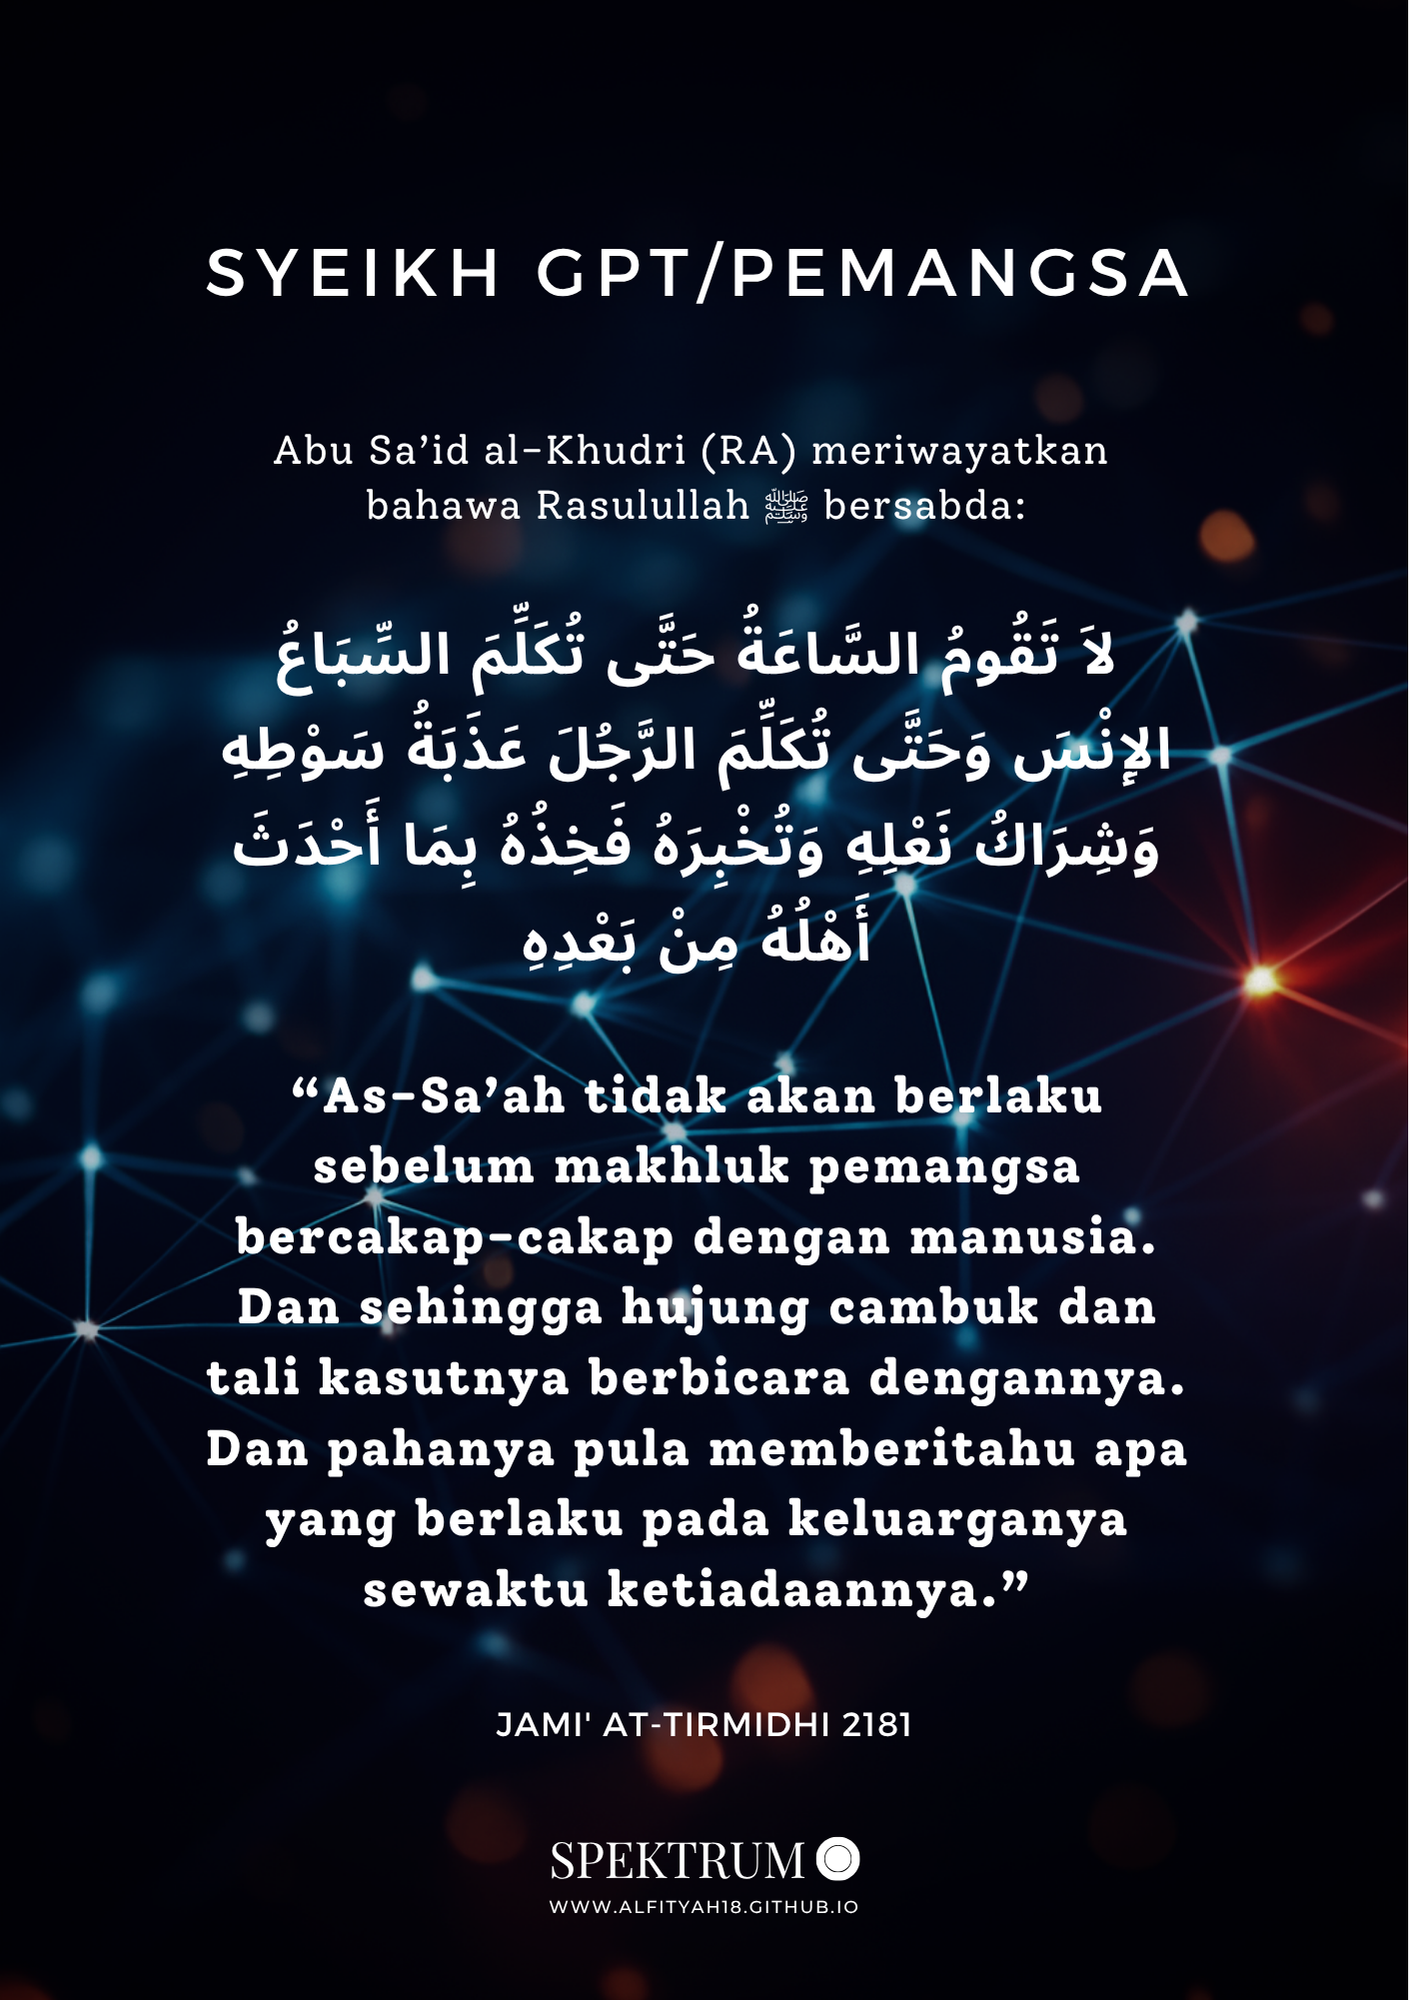 SYEIKH GPT/PEMANGSA
Abu Sa’id al-Khudri (RA) meriwayatkan
bahawa Rasulullah ﷺ bersabda:
لاَ تَقُومُ السَّاعَةُ حَتَّى تُكَلِّمَ السِّبَاعُ
الإِنْسَ وَحَتَّى تُكَلِّمَ الرَّجُلَ عَذَبَةُ سَوْطِهِ
وَشِرَاكُ نَعْلِهِ وَتُخْبِرَهُ فَخِذُهُ بِمَا أَحْدَثَ
أَهْلُهُ مِنْ بَعْدِهِ
“As-Sa’ah tidak akan berlaku
sebelum makhluk pemangsa
bercakap-cakap dengan manusia.
Dan sehingga hujung cambuk dan
tali kasutnya berbicara dengannya.
Dan pahanya pula memberitahu apa
yang berlaku pada keluarganya
sewaktu ketiadaannya.”
JAMI' AT-TIRMIDHI 2181
SPEKTRUM
WWW.ALFITYAH18.GITHUB.IO